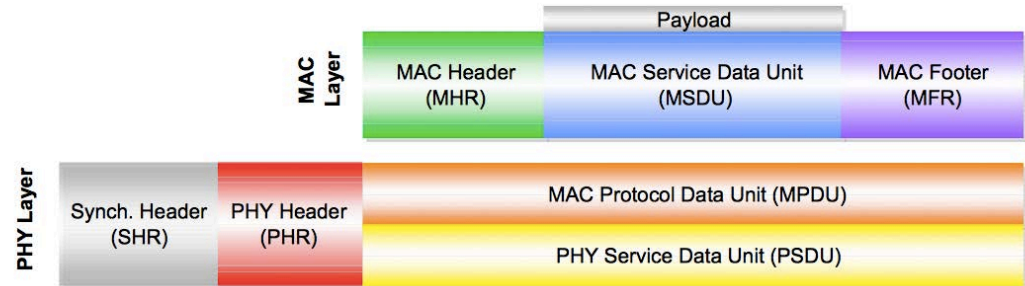 Payload
MAC
Layer
MAC Header
(MHR)
MAC Service Data Unit
(MSDU)
MAC Footer
(MFR)
PHY Layer
Synch. Header
(SHR)
PHY Header
(PHR)
MAC Protocol Data Unit (MPDU)
PHY Service Data Unit (PSDU)